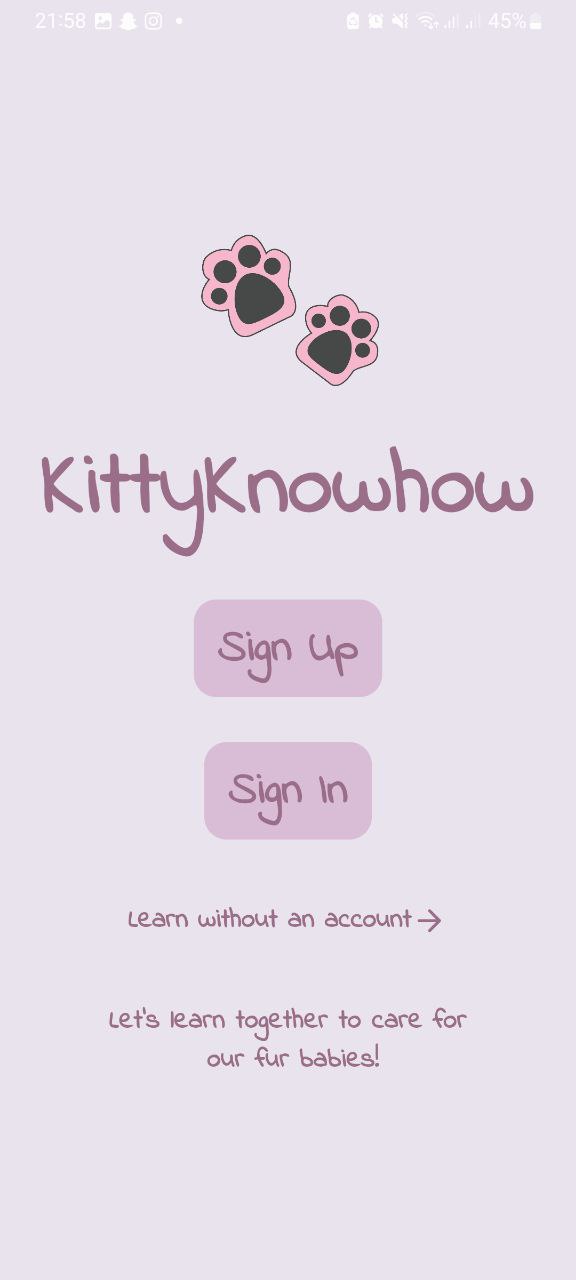 21:58 45%
KittyKnowhow
Sign Up
Sign In
Learn without an account→
Let's learn together to care for
our fur babies!